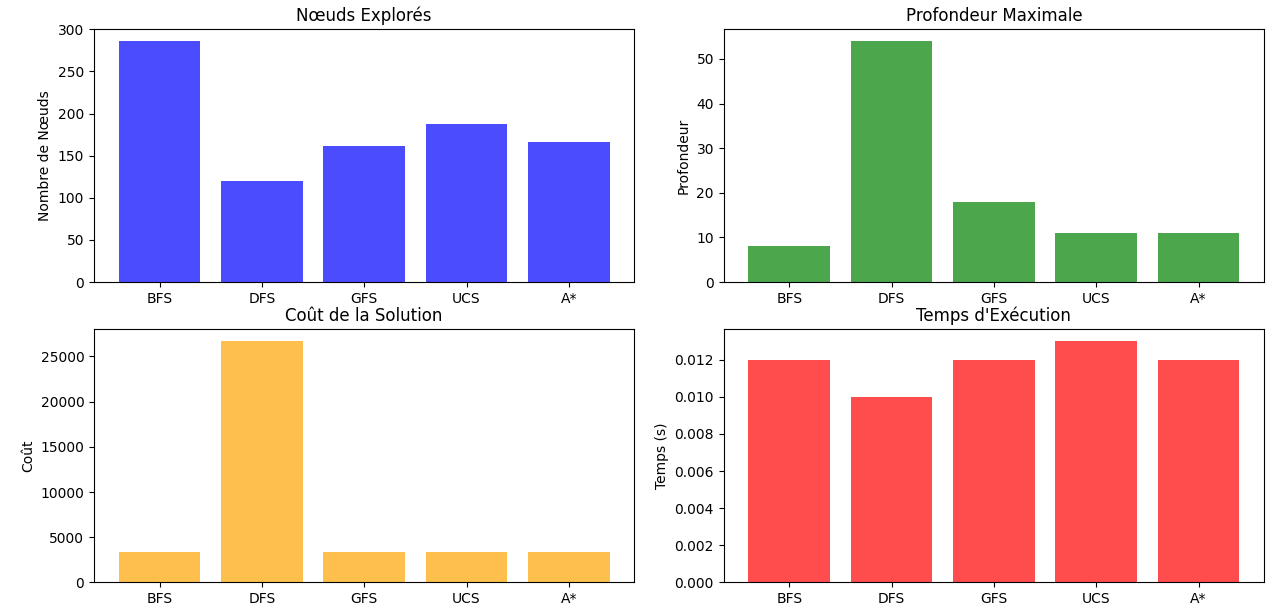 Nœuds Explorés
Nombre de Nœuds
300
250
200
150
100
50
0
BFS DFS GFS UCS A*
Profondeur Maximale
Profondeur
50
40
30
20
10
0
BFS DFS GFS UCS A*
Coût de la Solution
Coût
25000
20000
15000
10000
5000
0
BFS DFS GFS UCS A*
Temps d'Exécution
Temps (s)
0.012
0.010
0.008
0.006
0.004
0.002
0.000
BFS DFS GFS UCS A*